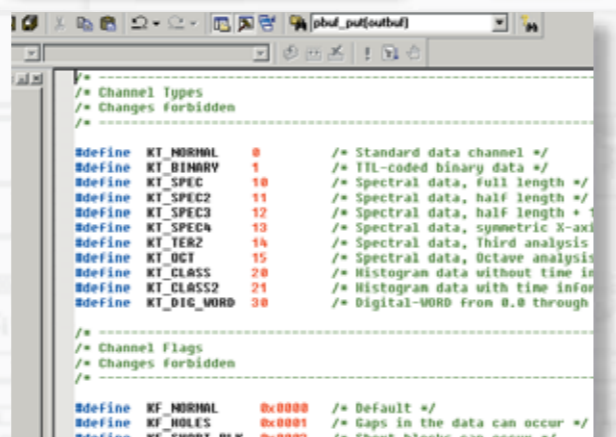 pbuf_put(outbuf)
/* ------------------------------------------------------------
/* Channel Types
/* Changes forbidden
/* ------------------------------------------------------------
#define KT_NORMAL 0 /* Standard data channel */
#define KT_BINARY 1 /* TTL-coded binary data */
#define KT_SPEC 10 /* Spectral data, full length */
#define KT_SPEC2 11 /* Spectral data, half length */
#define KT_SPEC3 12 /* Spectral data, half length + 1
#define KT_SPEC4 13 /* Spectral data, symmetric X-axi
#define KT_TERZ 14 /* Spectral data, Third analysis
#define KT_OCT 15 /* Spectral data, Octave analysis
#define KT_CLASS 20 /* Histogram data without time in
#define KT_CLASS2 21 /* Histogram data with time infor
#define KT_DIG_WORD 30 /* Digital-WORD from 0.0 through
/* ------------------------------------------------------------
/* Channel Flags
/* Changes forbidden
/* ------------------------------------------------------------
#define KF_NORMAL 0x0000 /* Default */
#define KF_HOLES 0x0001 /* Gaps in the data can occur */